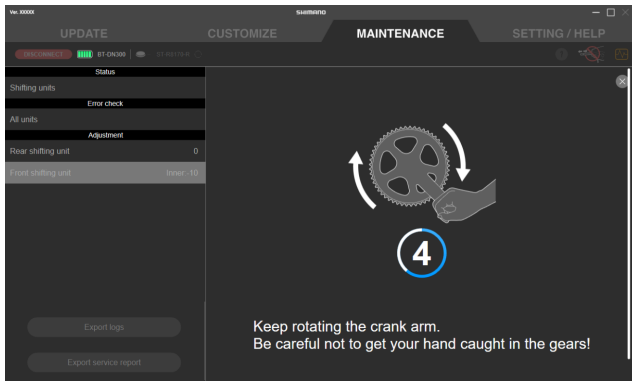 Ver. XXXXX
SHIMANO
UPDATE
CUSTOMIZE
MAINTENANCE
SETTING / HELP
DISCONNECT
BT-DN300
Status
Shifting units
Error check
All units
Adjustment
Rear shifting unit 0
Front shifting unit Inner -10
4
Keep rotating the crank arm.
Be careful not to get your hand caught in the gears!
Export logs
Export service report